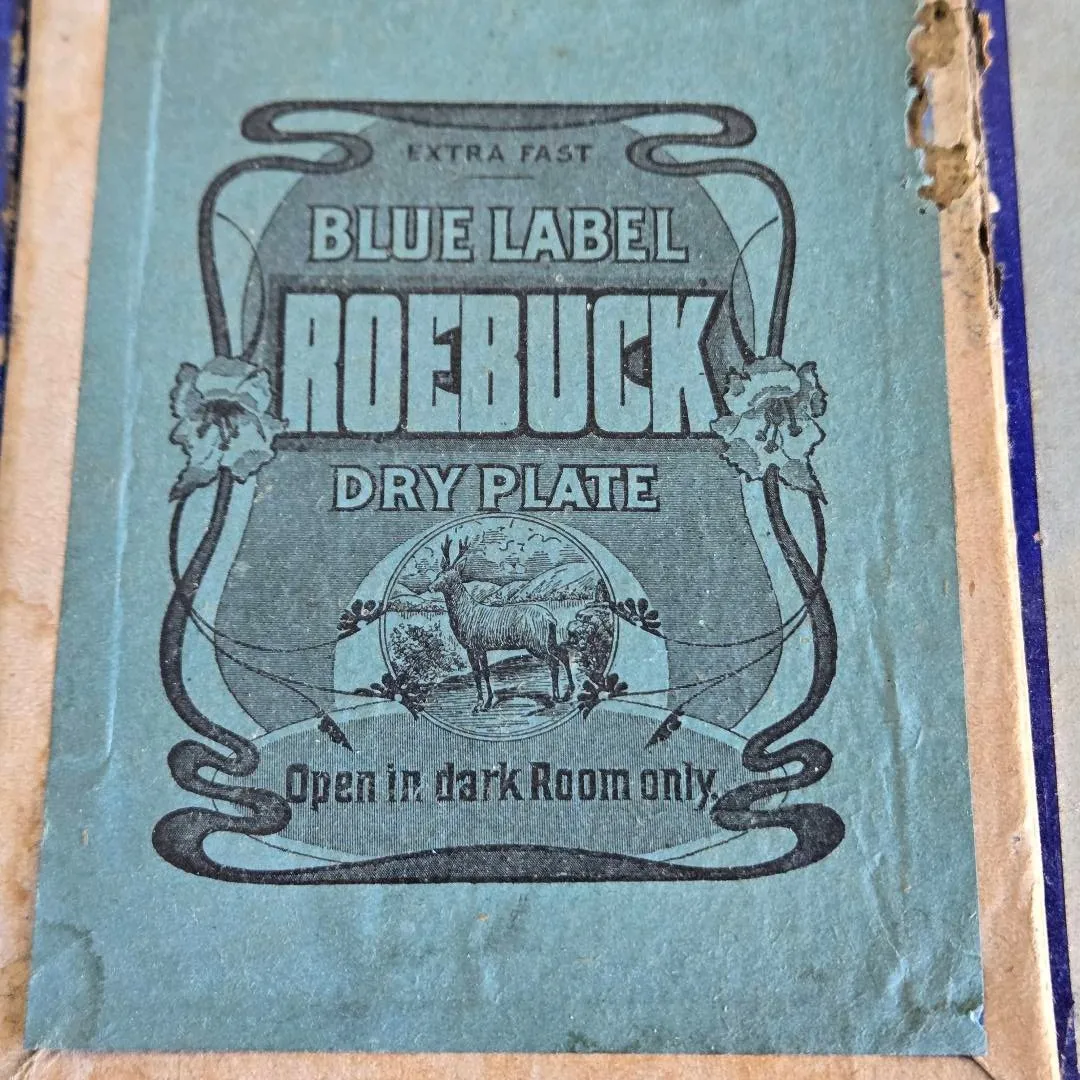 EXTRA FAST
BLUE LABEL
ROEBUCK
DRY PLATE
Open in dark Room only.